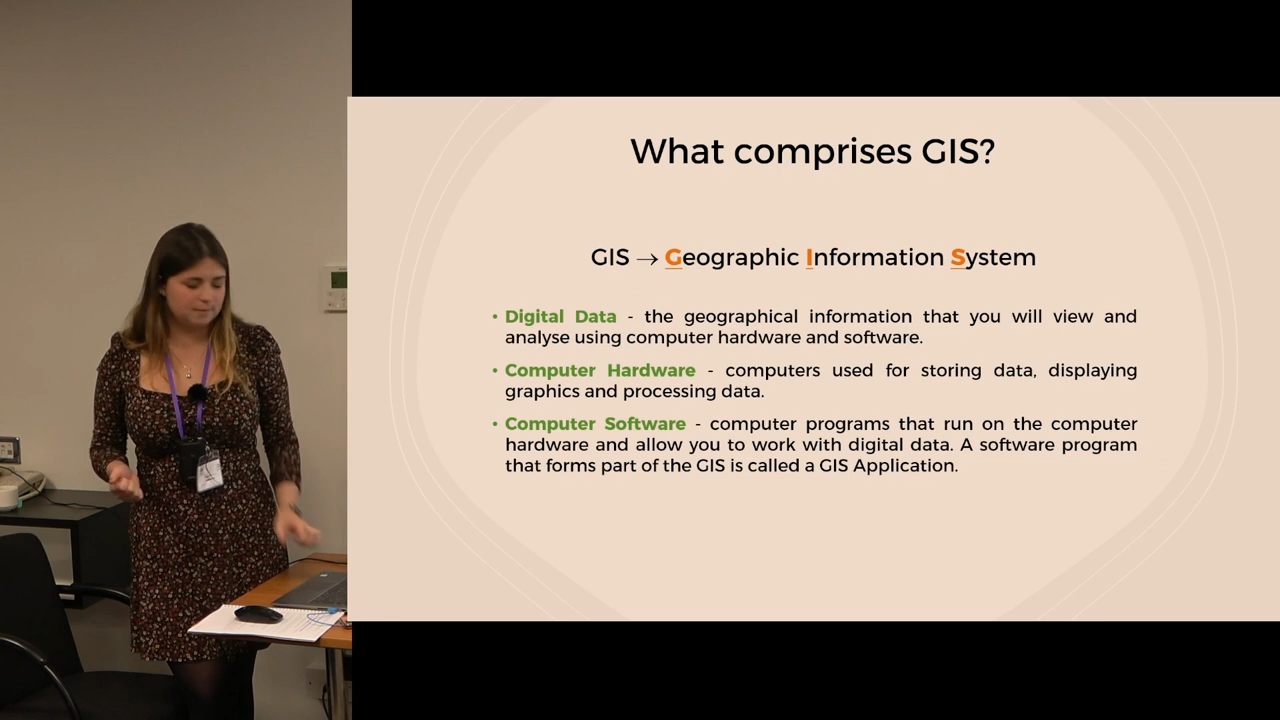 What comprises GIS?
GIS → Geographic Information System
• Digital Data - the geographical information that you will view and
analyse using computer hardware and software.
• Computer Hardware - computers used for storing data, displaying
graphics and processing data.
• Computer Software - computer programs that run on the computer
hardware and allow you to work with digital data. A software program
that forms part of the GIS is called a GIS Application.